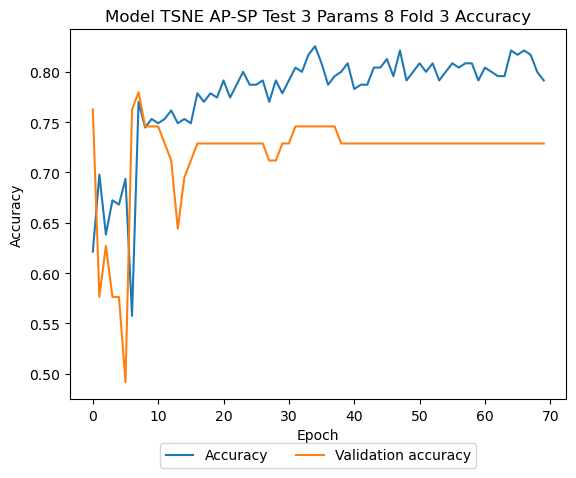 Model TSNE AP-SP Test 3 Params 8 Fold 3 Accuracy
0.80
0.75
0.70
0.65
0.60
0.55
0.50
Accuracy
0 10 20 30 40 50 60 70
Epoch
Accuracy Validation accuracy